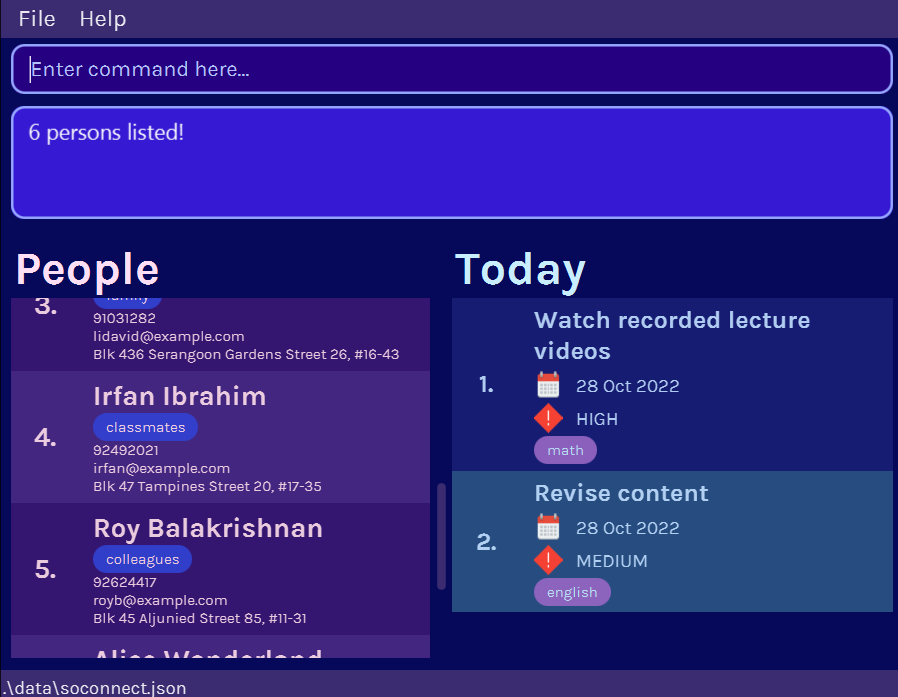 File Help
Enter command here...
6 persons listed!
People
3.
family
91031282
lidavid@example.com
Blk 436 Serangoon Gardens Street 26, #16-43
4.
Irfan Ibrahim
classmates
92492021
irfan@example.com
Blk 47 Tampines Street 20, #17-35
5.
Roy Balakrishnan
colleagues
92624417
royb@example.com
Blk 45 Aljunied Street 85, #11-31
Alice Wonderland
Today
1.
Watch recorded lecture
videos
28 Oct 2022
HIGH
math
2.
Revise content
28 Oct 2022
MEDIUM
english
.\data\soconnect.json